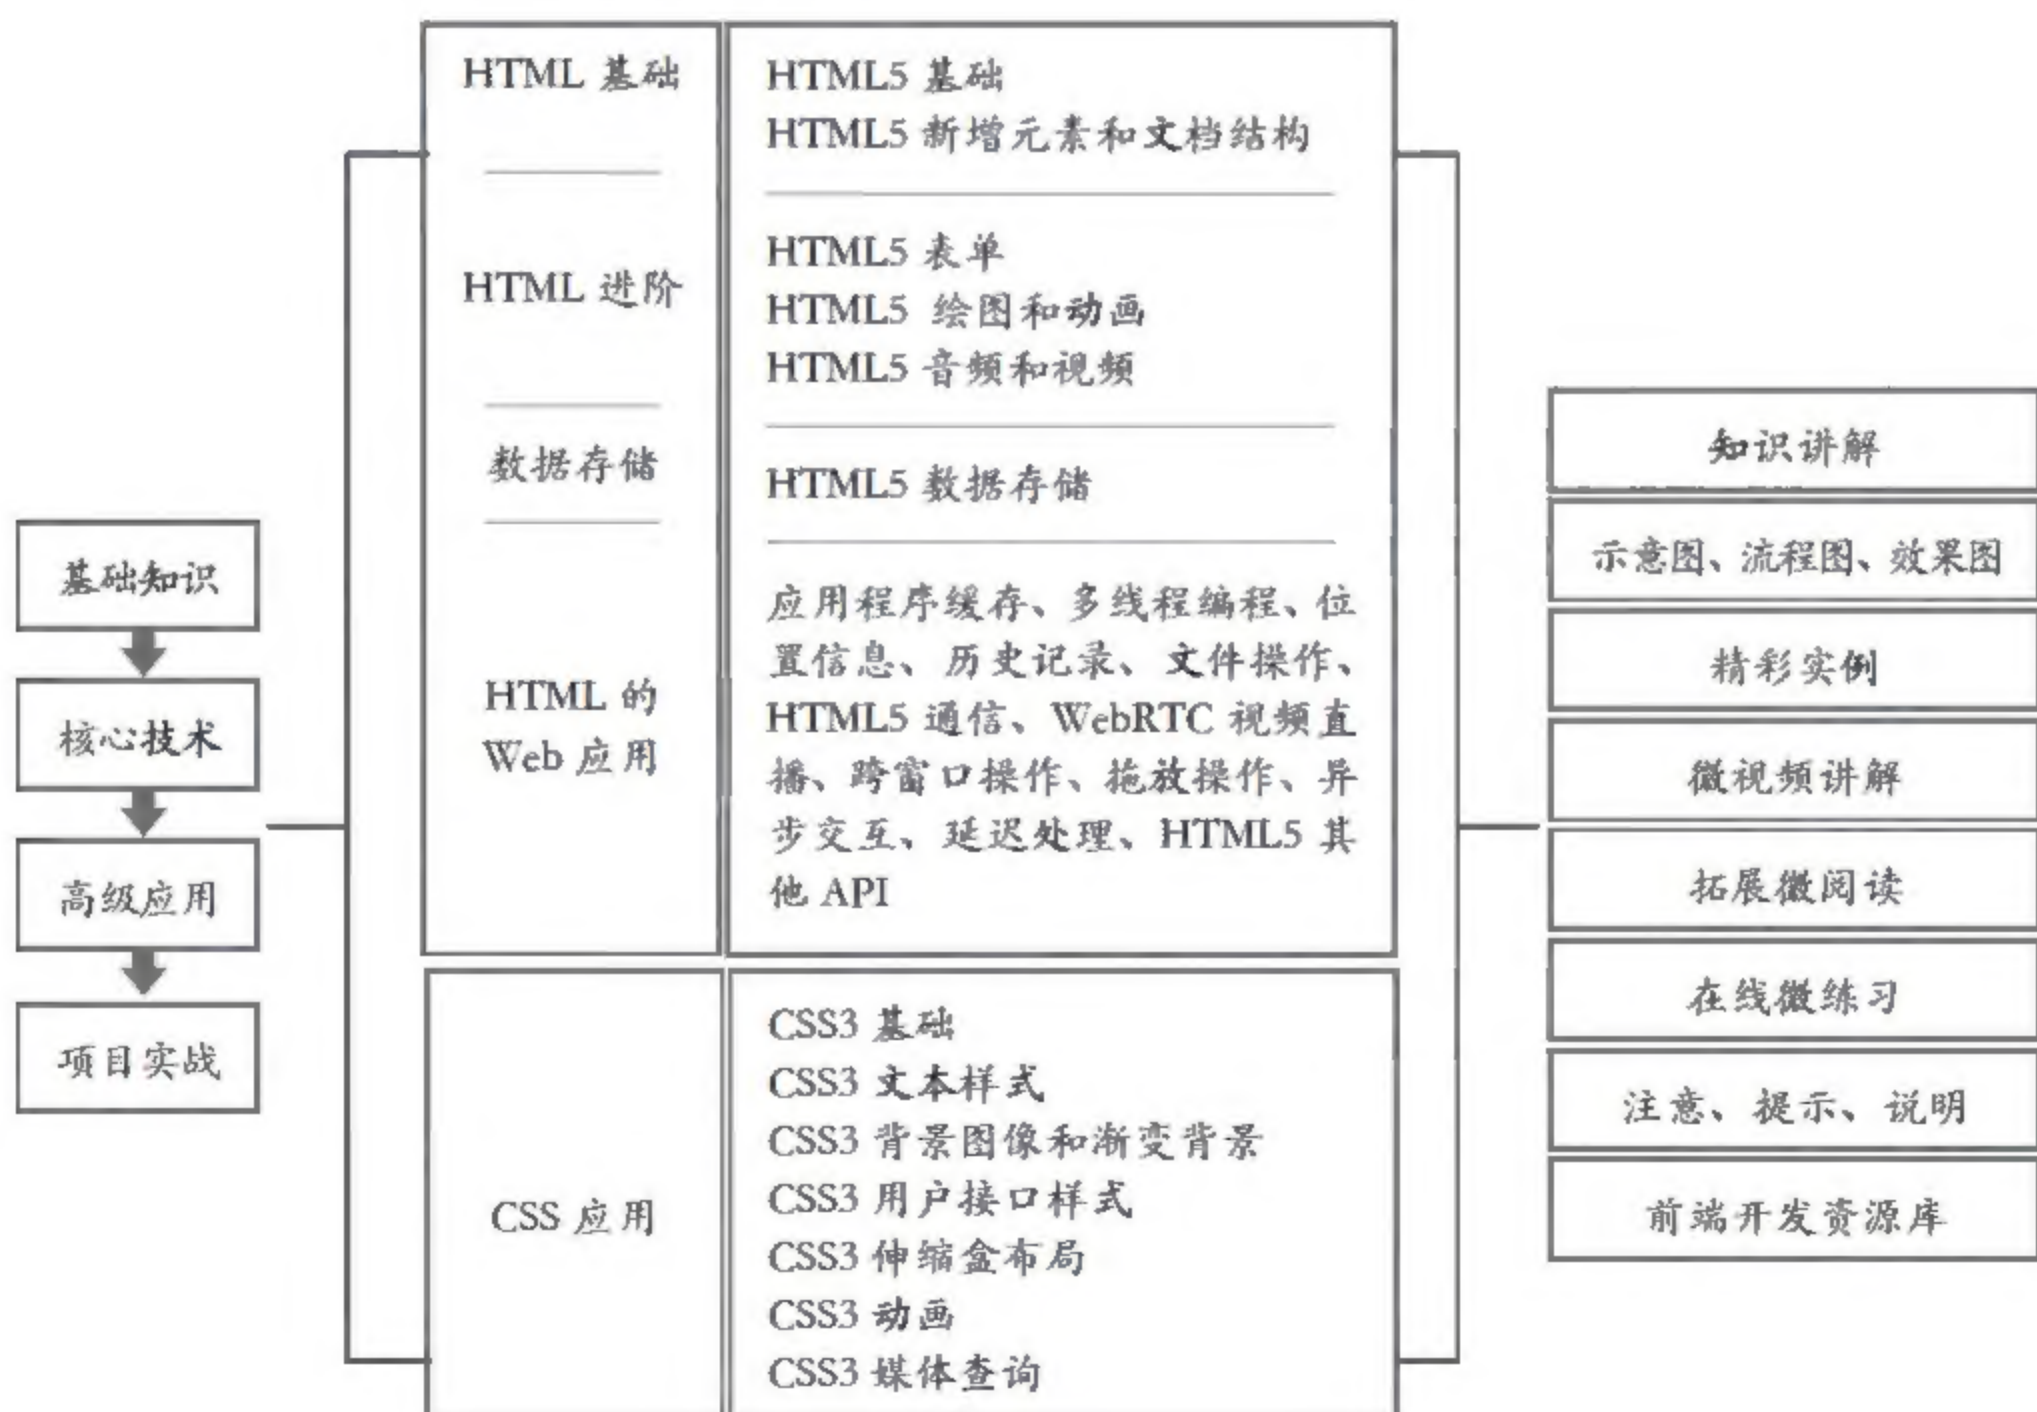 基础知识
核心技术
高级应用
项目实战
HTML 基础
HTML5 基础
HTML5 新增元素和文档结构
HTML 进阶
HTML5 表单
HTML5 绘图和动画
HTML5 音频和视频
数据存储
HTML5 数据存储
HTML 的
Web 应用
应用程序缓存、多线程编程、位
置信息、历史记录、文件操作、
HTML5 通信、WebRTC 视频直
播、跨窗口操作、拖放操作、异
步交互、延迟处理、HTML5 其
他 API
CSS 应用
CSS3 基础
CSS3 文本样式
CSS3 背景图像和渐变背景
CSS3 用户接口样式
CSS3 伸缩盒布局
CSS3 动画
CSS3 媒体查询
知识讲解
示意图、流程图、效果图
精彩实例
微视频讲解
拓展微阅读
在线微练习
注意、提示、说明
前端开发资源库